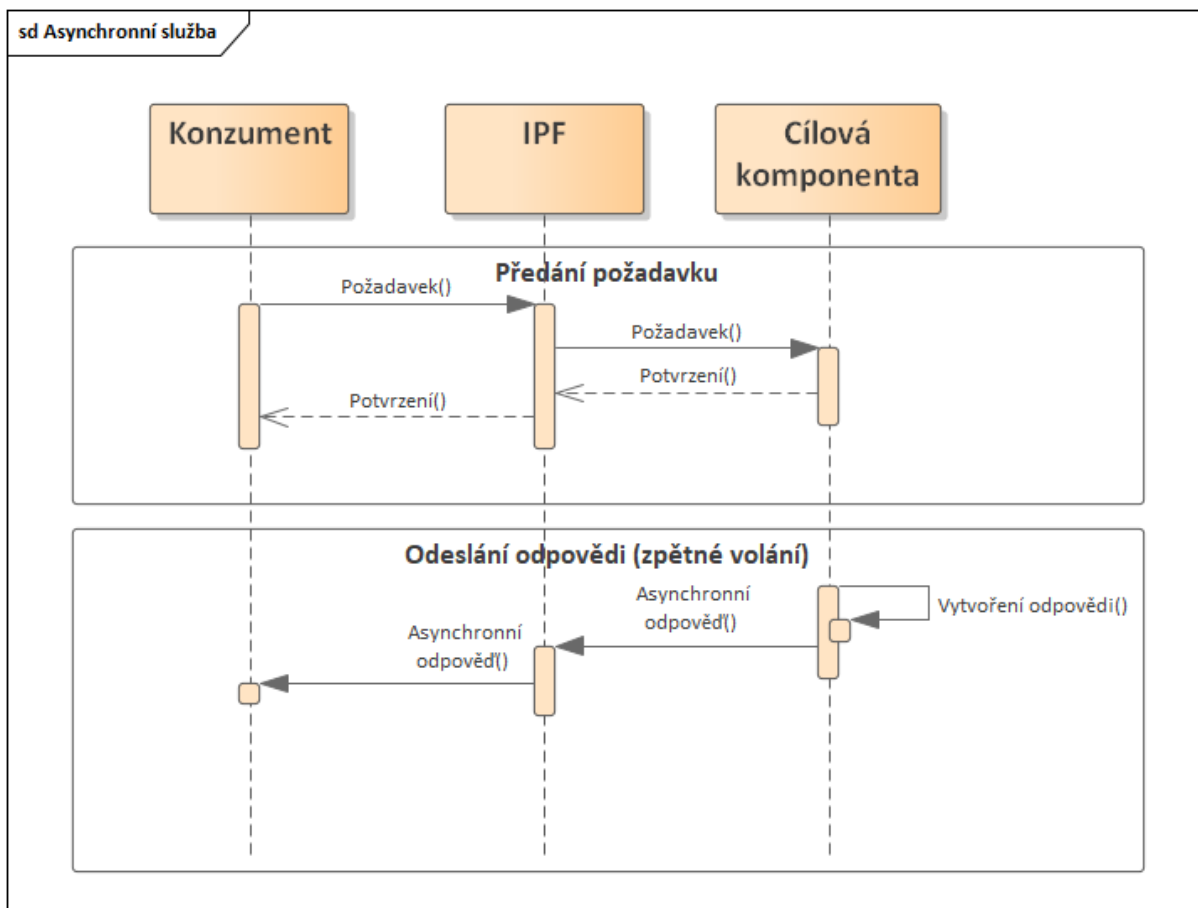 sd Asynchronní služba
Konzument
IPF
Cílová
komponenta
Předání požadavku
Požadavek()
Požadavek()
Potvrzení()
Potvrzení()
Odeslání odpovědi (zpětné volání)
Vytvoření odpovědi()
Asynchronní
odpověď()
Asynchronní
odpověď()